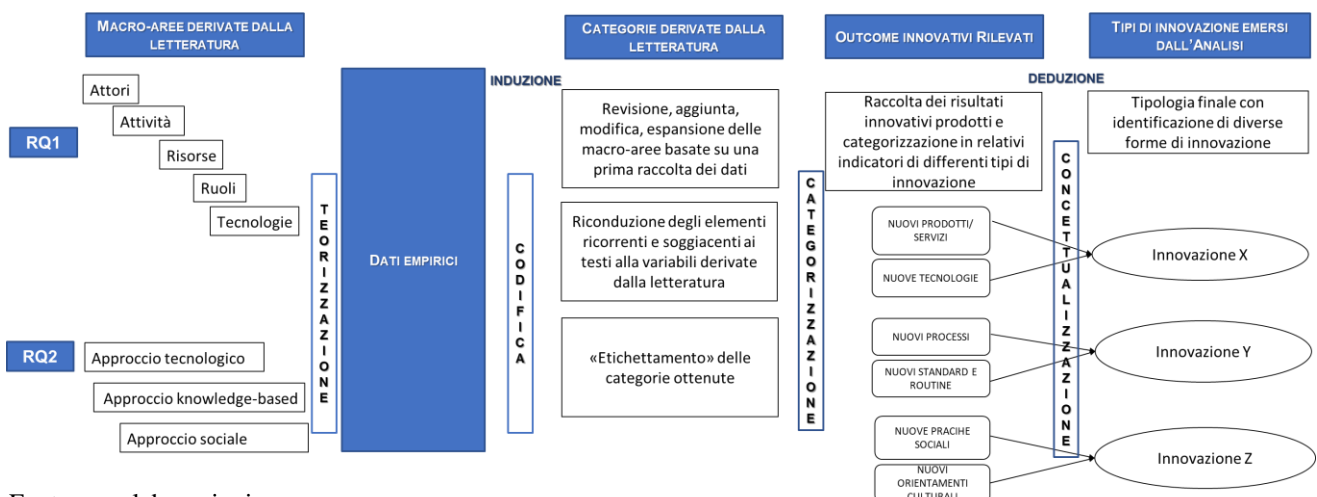 MACRO-AREE DERIVATE DALLA
LETTERATURA
CATEGORIE DERIVATE DALLA
LETTERATURA
OUTCOME INNOVATIVI RILEVATI
TIPI DI INNOVAZIONE EMERSI
DALL'ANALISI
INDUZIONE
DEDUZIONE
RQ1
Attori
Attività
Risorse
Ruoli
Tecnologie
RQ2
Approccio tecnologico
Approccio knowledge-based
Approccio sociale
TEORIZZAZIONE
DATI EMPIRICI
CODIFICA
Revisione, aggiunta,
modifica, espansione delle
macro-aree basate su una
prima raccolta dei dati
Riconduzione degli elementi
ricorrenti e soggiacenti ai
testi alla variabili derivate
dalla letteratura
«Etichettamento» delle
categorie ottenute
CATEGORIZZAZIONE
Raccolta dei risultati
innovativi prodotti e
categorizzazione in relativi
indicatori di differenti tipi di
innovazione
NUOVI PRODOTTI/
SERVIZI
NUOVE TECNOLOGIE
NUOVI PROCESSI
NUOVI STANDARD E
ROUTINE
NUOVE PRACIHE
SOCIALI
NUOVI
ORIENTAMENTI
CULTURALI
CONCETTUALIZZAZIONE
Tipologia finale con
identificazione di diverse
forme di innovazione
Innovazione X
Innovazione Y
Innovazione Z